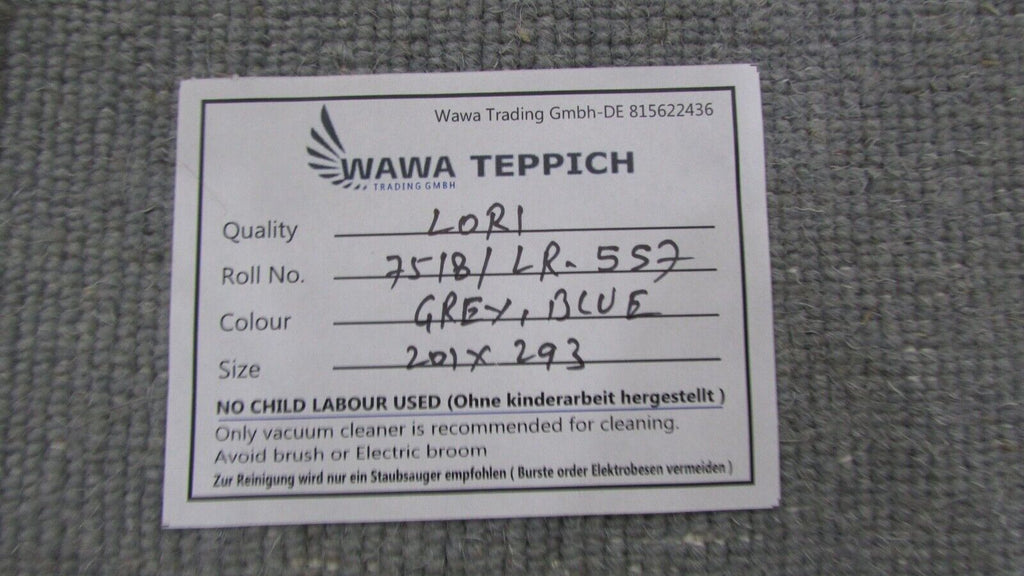 Wawa Trading Gmbh-DE 815622436
WAWA TEPPICH
TRADING GMBH
Quality LORI
Roll No. 7518/ LR-557
Colour GREY, BLUE
Size 201X 293
NO CHILD LABOUR USED (Ohne kinderarbeit hergestellt )
Only vacuum cleaner is recommended for cleaning.
Avoid brush or Electric broom
Zur Reinigung wird nur ein Staubsauger empfohlen ( Burste order Elektrobesen vermeiden )